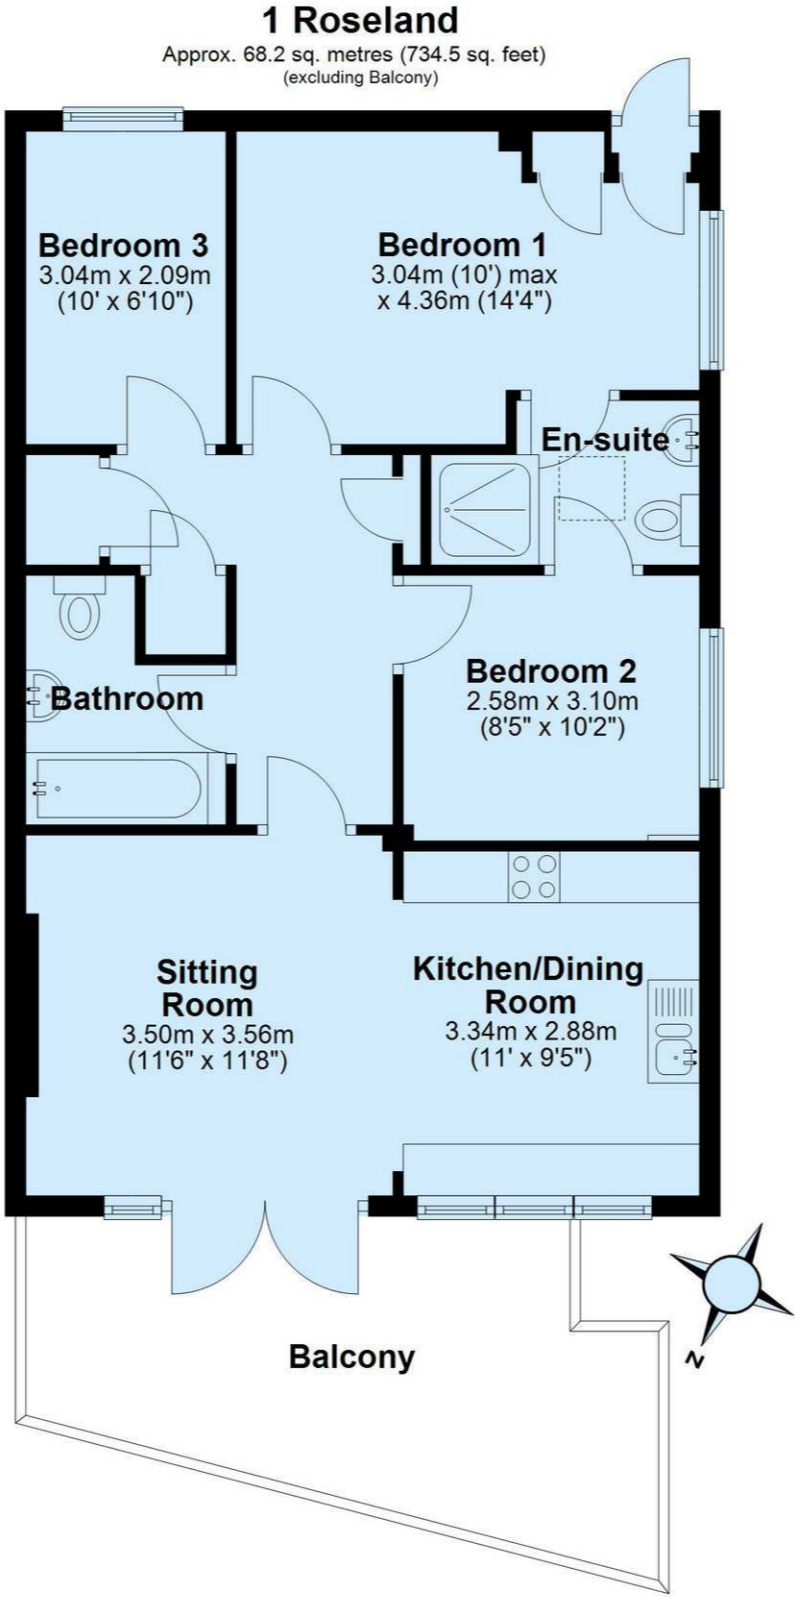 1 Roseland
Approx. 68.2 sq. metres (734.5 sq. feet)
(excluding Balcony)
Bedroom 3
3.04m x 2.09m
(10' x 6'10")
Bedroom 1
3.04m (10') max
x 4.36m (14'4")
En-suite
Bedroom 2
2.58m x 3.10m
(8'5" x 10'2")
Bathroom
Sitting
Room
3.50m x 3.56m
(11'6" x 11'8")
Kitchen/Dining
Room
3.34m x 2.88m
(11' x 9'5")
Balcony
N